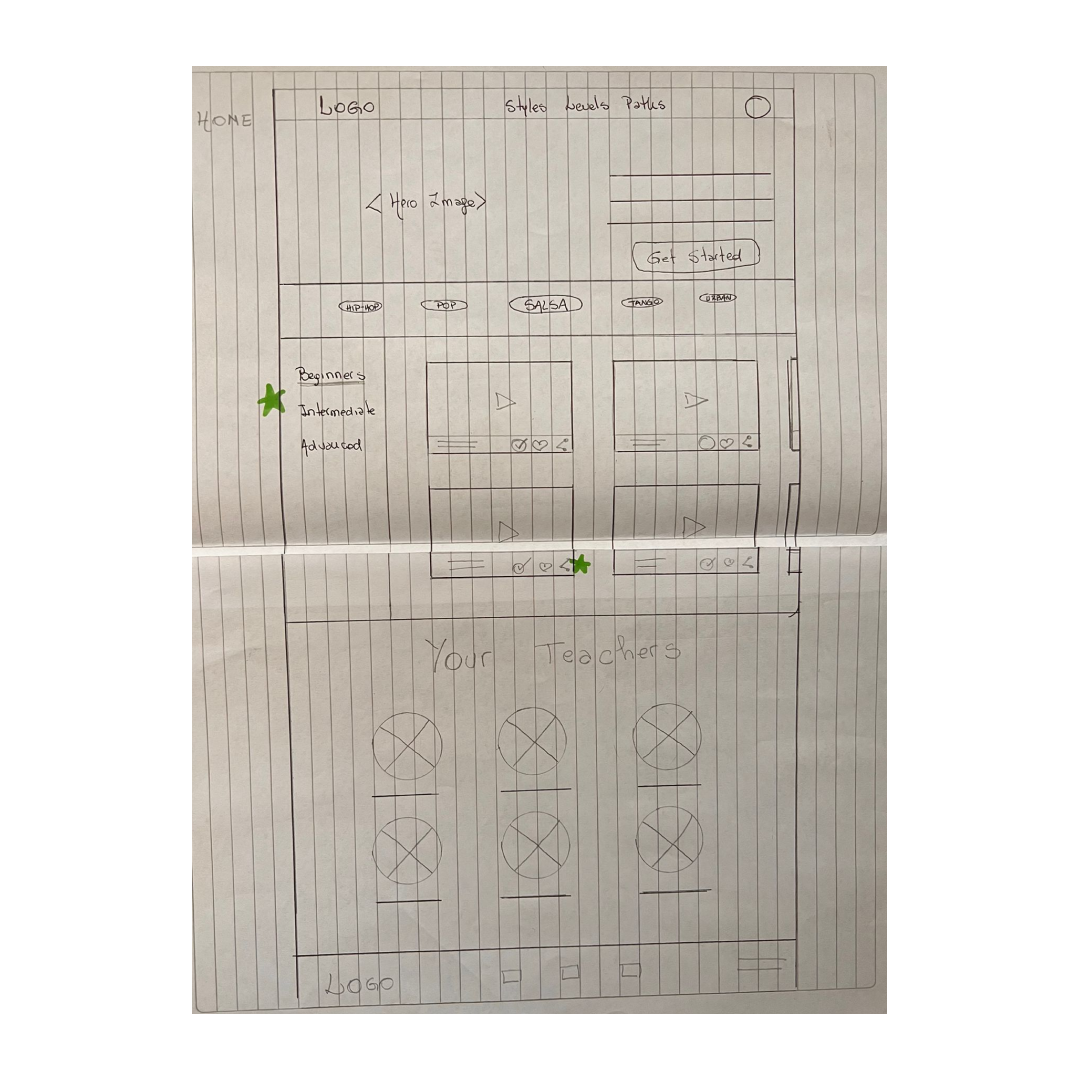 HOME
LOGO
Styles Levels Paths
<Hero Image>
Get Started
HIP-HOP POP SALSA TANGO URBAN
Beginners
Intermediate
Advanced
Your Teachers
LOGO